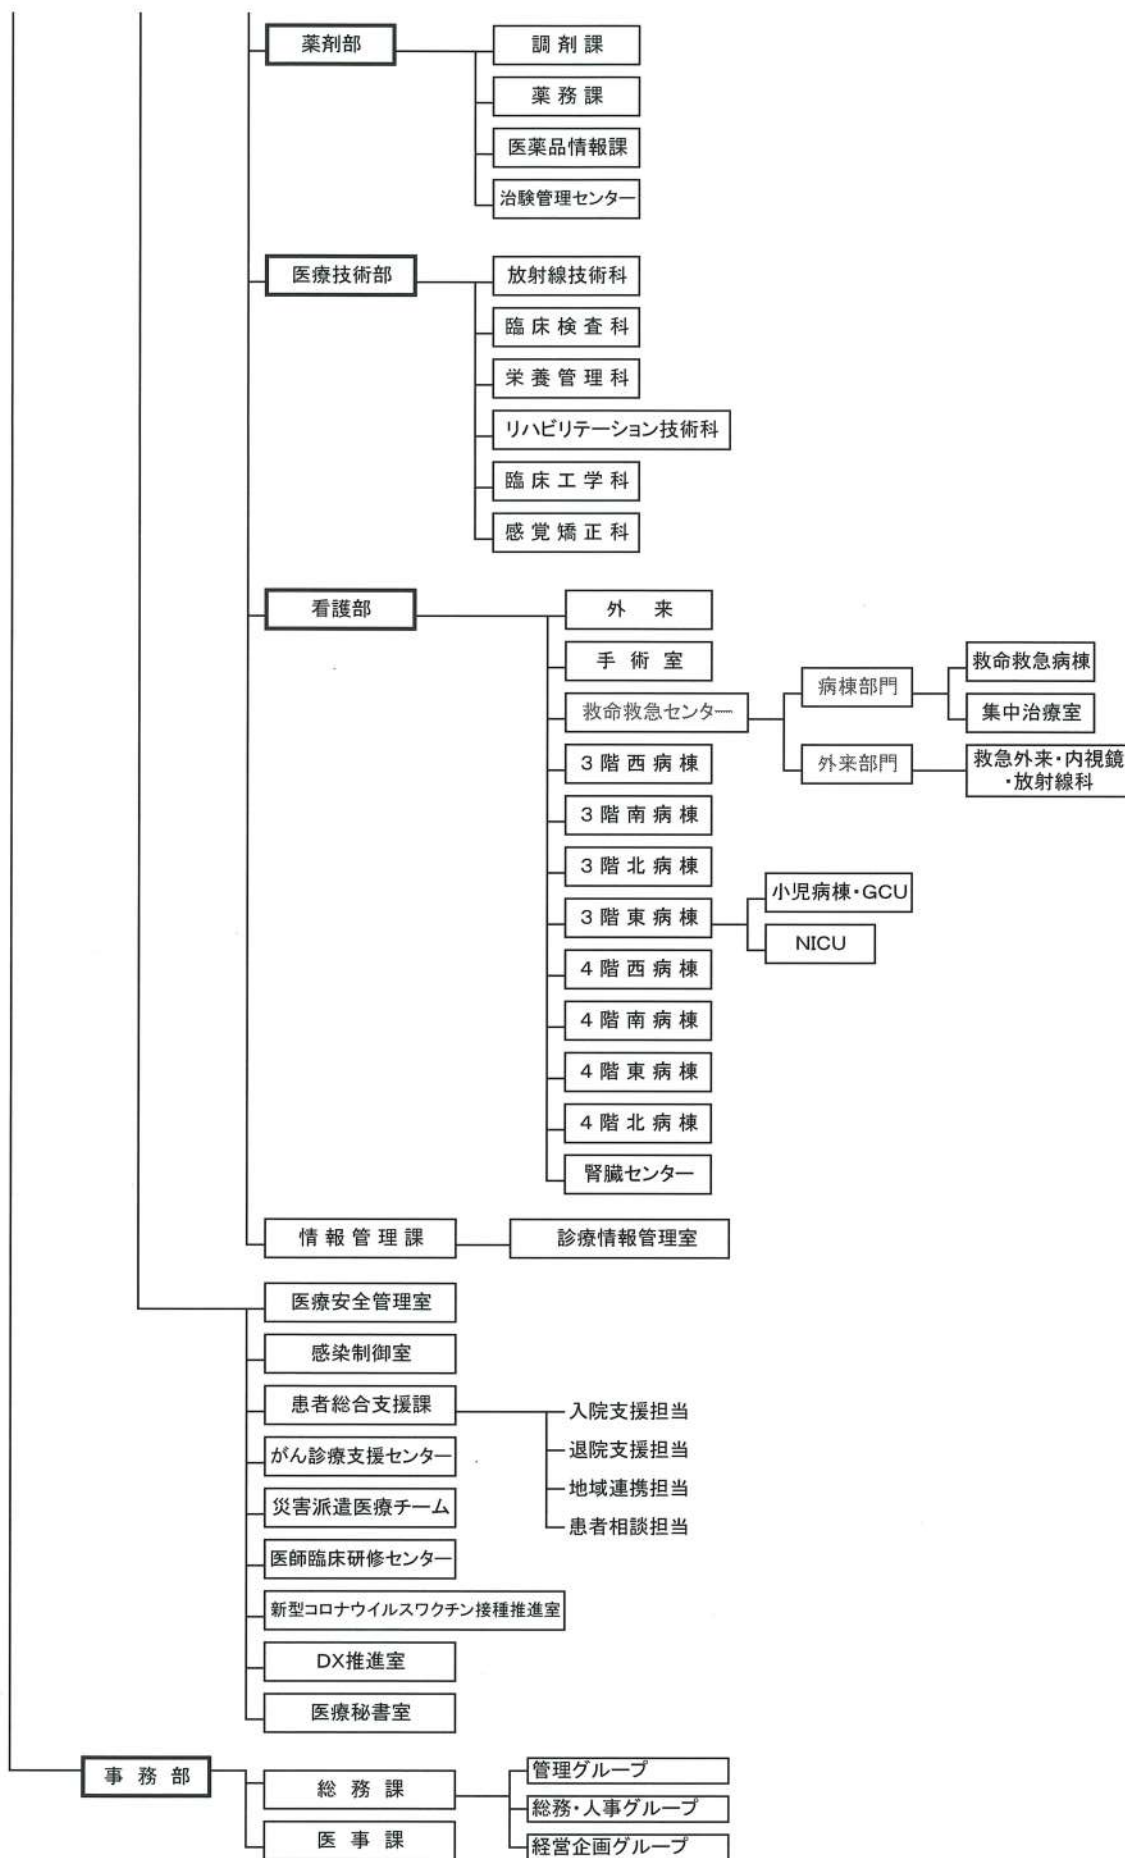 薬剤部
調剤課
薬務課
医薬品情報課
治験管理センター
医療技術部
放射線技術科
臨床検査科
栄養管理科
リハビリテーション技術科
臨床工学科
感覚矯正科
看護部
外来
手術室
救命救急センター
病棟部門
救命救急病棟
集中治療室
外来部門
救急外来・内視鏡
・放射線科
3階西病棟
3階南病棟
3階北病棟
3階東病棟
小児病棟・GCU
NICU
4階西病棟
4階南病棟
4階東病棟
4階北病棟
腎臓センター
情報管理課
診療情報管理室
医療安全管理室
感染制御室
患者総合支援課
入院支援担当
退院支援担当
地域連携担当
患者相談担当
がん診療支援センター
災害派遣医療チーム
医師臨床研修センター
新型コロナウイルスワクチン接種推進室
DX推進室
医療秘書室
事務部
総務課
管理グループ
総務・人事グループ
経営企画グループ
医事課